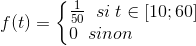 f(t) = { 1/50 si t ∈ [10; 60]
0 sinon